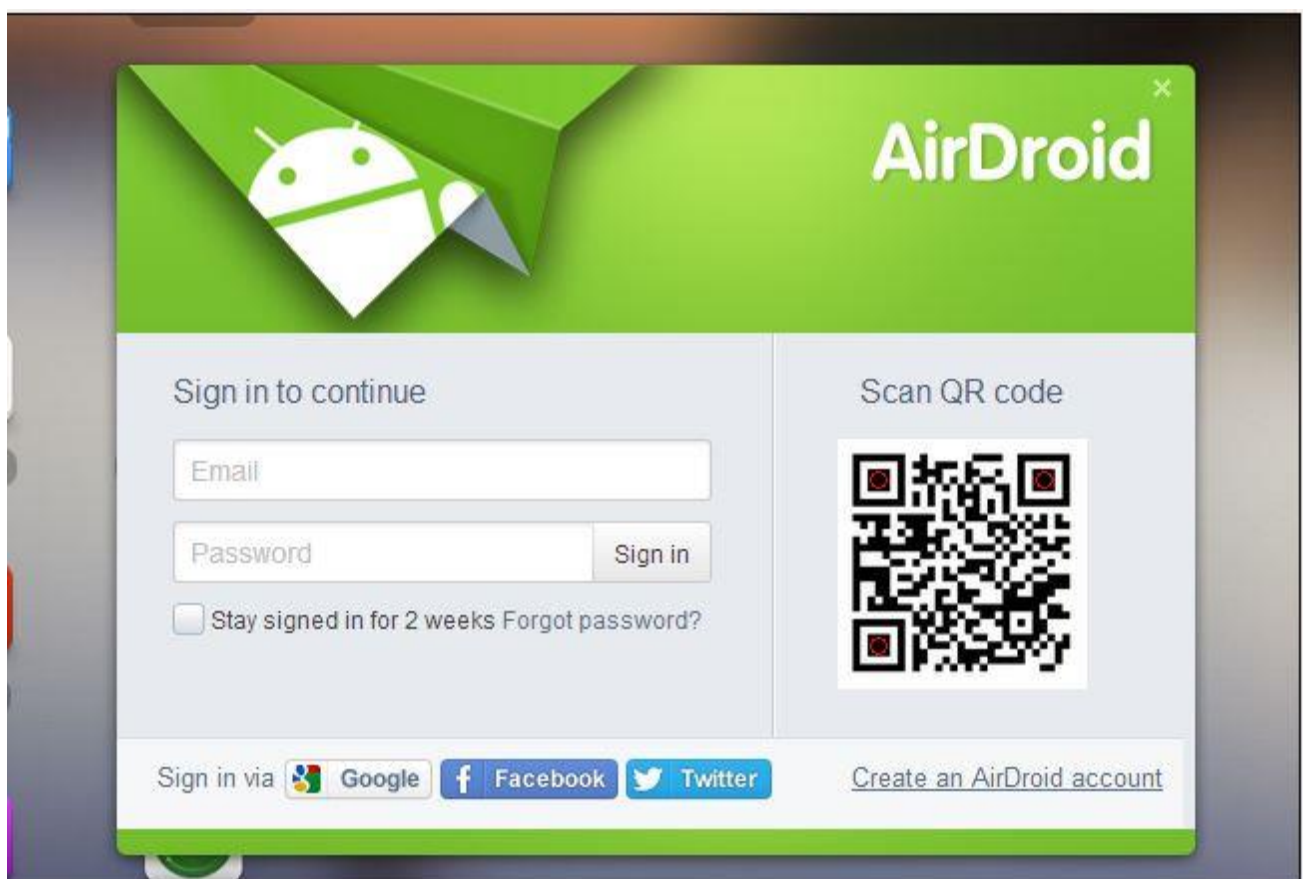 AirDroid
Sign in to continue
Email
Password
Sign in
Stay signed in for 2 weeks Forgot password?
Scan QR code
Sign in via Google Facebook Twitter
Create an AirDroid account